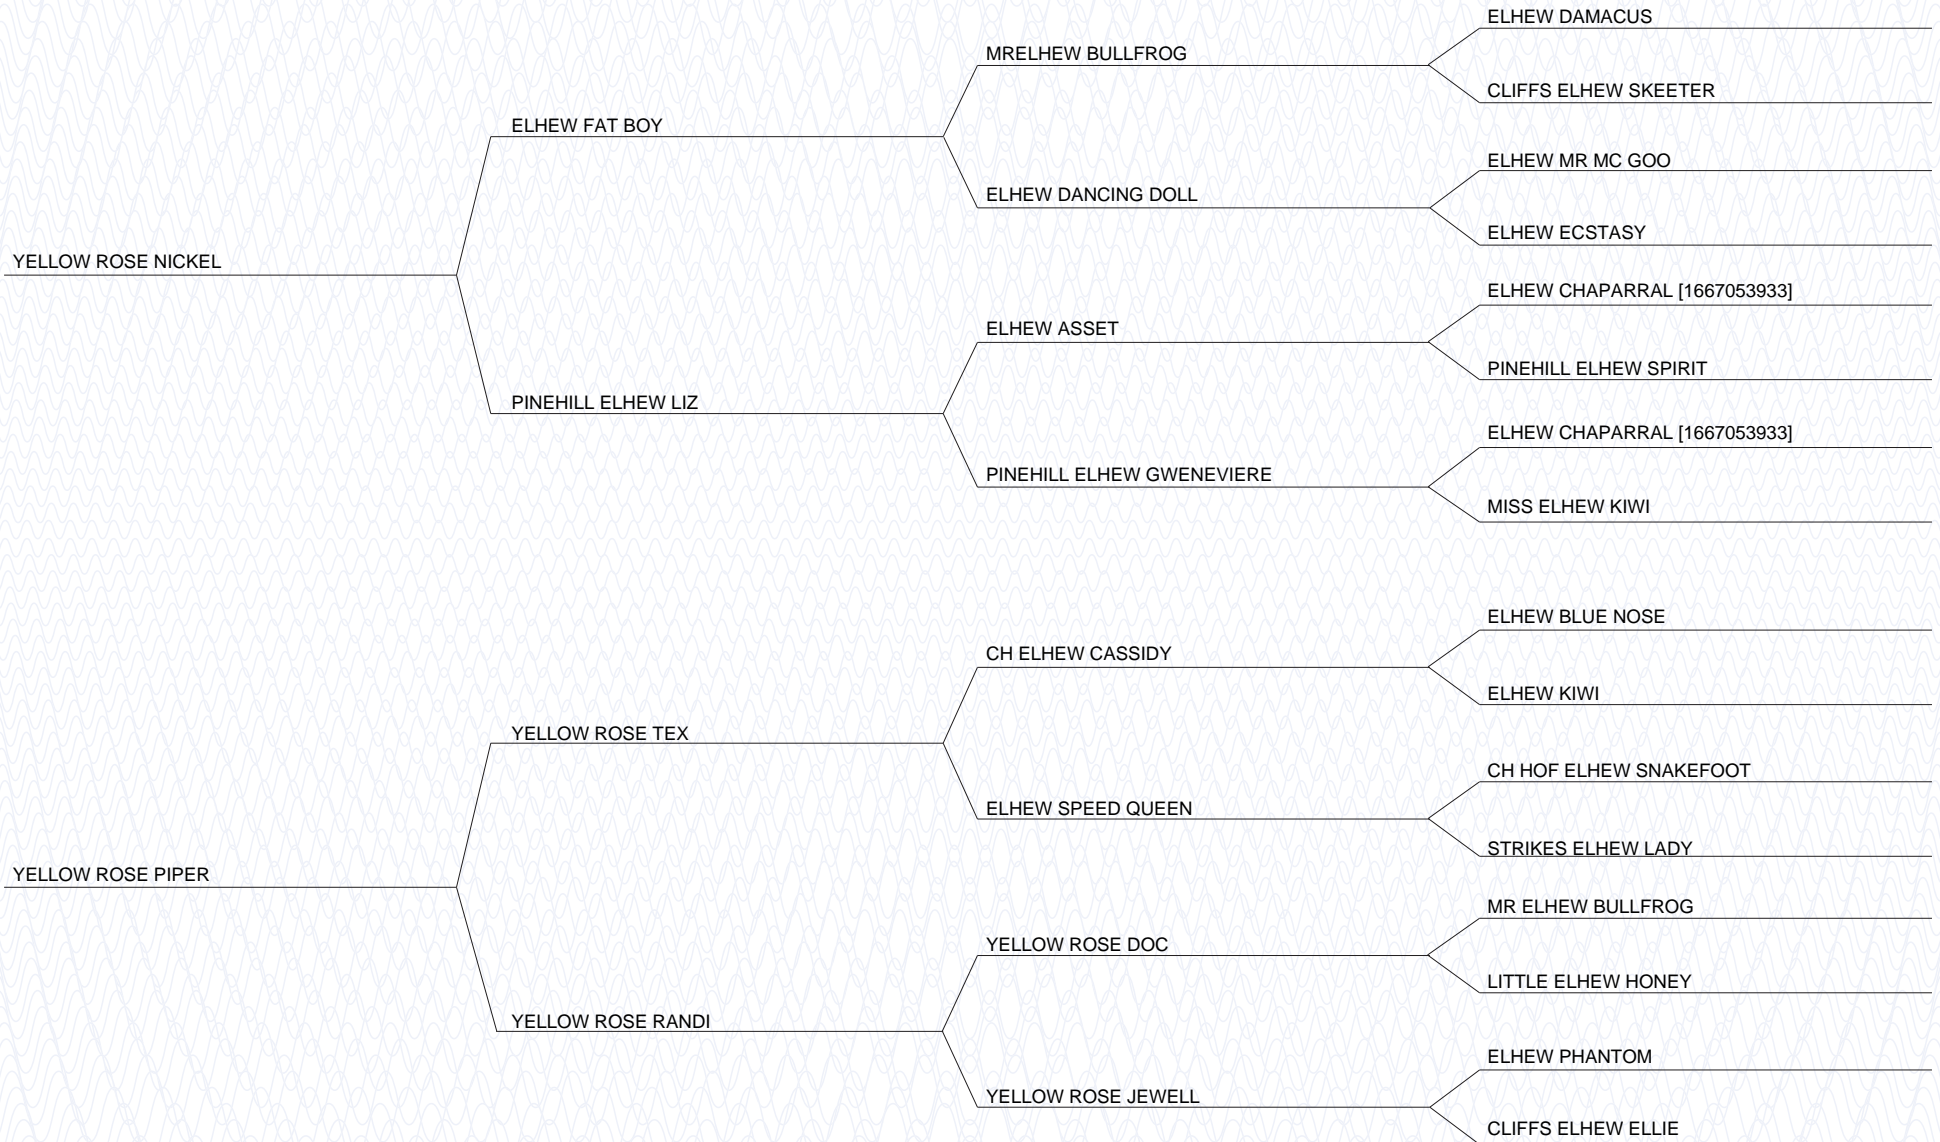 ELHEW DAMACUS
MRELHEW BULLFROG
CLIFFS ELHEW SKEETER
ELHEW FAT BOY
ELHEW MR MC GOO
ELHEW DANCING DOLL
ELHEW ECSTASY
YELLOW ROSE NICKEL
ELHEW CHAPARRAL [1667053933]
ELHEW ASSET
PINEHILL ELHEW SPIRIT
PINEHILL ELHEW LIZ
ELHEW CHAPARRAL [1667053933]
PINEHILL ELHEW GWENEVIERE
MISS ELHEW KIWI
ELHEW BLUE NOSE
CH ELHEW CASSIDY
ELHEW KIWI
YELLOW ROSE TEX
CH HOF ELHEW SNAKEFOOT
ELHEW SPEED QUEEN
STRIKES ELHEW LADY
YELLOW ROSE PIPER
MR ELHEW BULLFROG
YELLOW ROSE DOC
LITTLE ELHEW HONEY
YELLOW ROSE RANDI
ELHEW PHANTOM
YELLOW ROSE JEWELL
CLIFFS ELHEW ELLIE